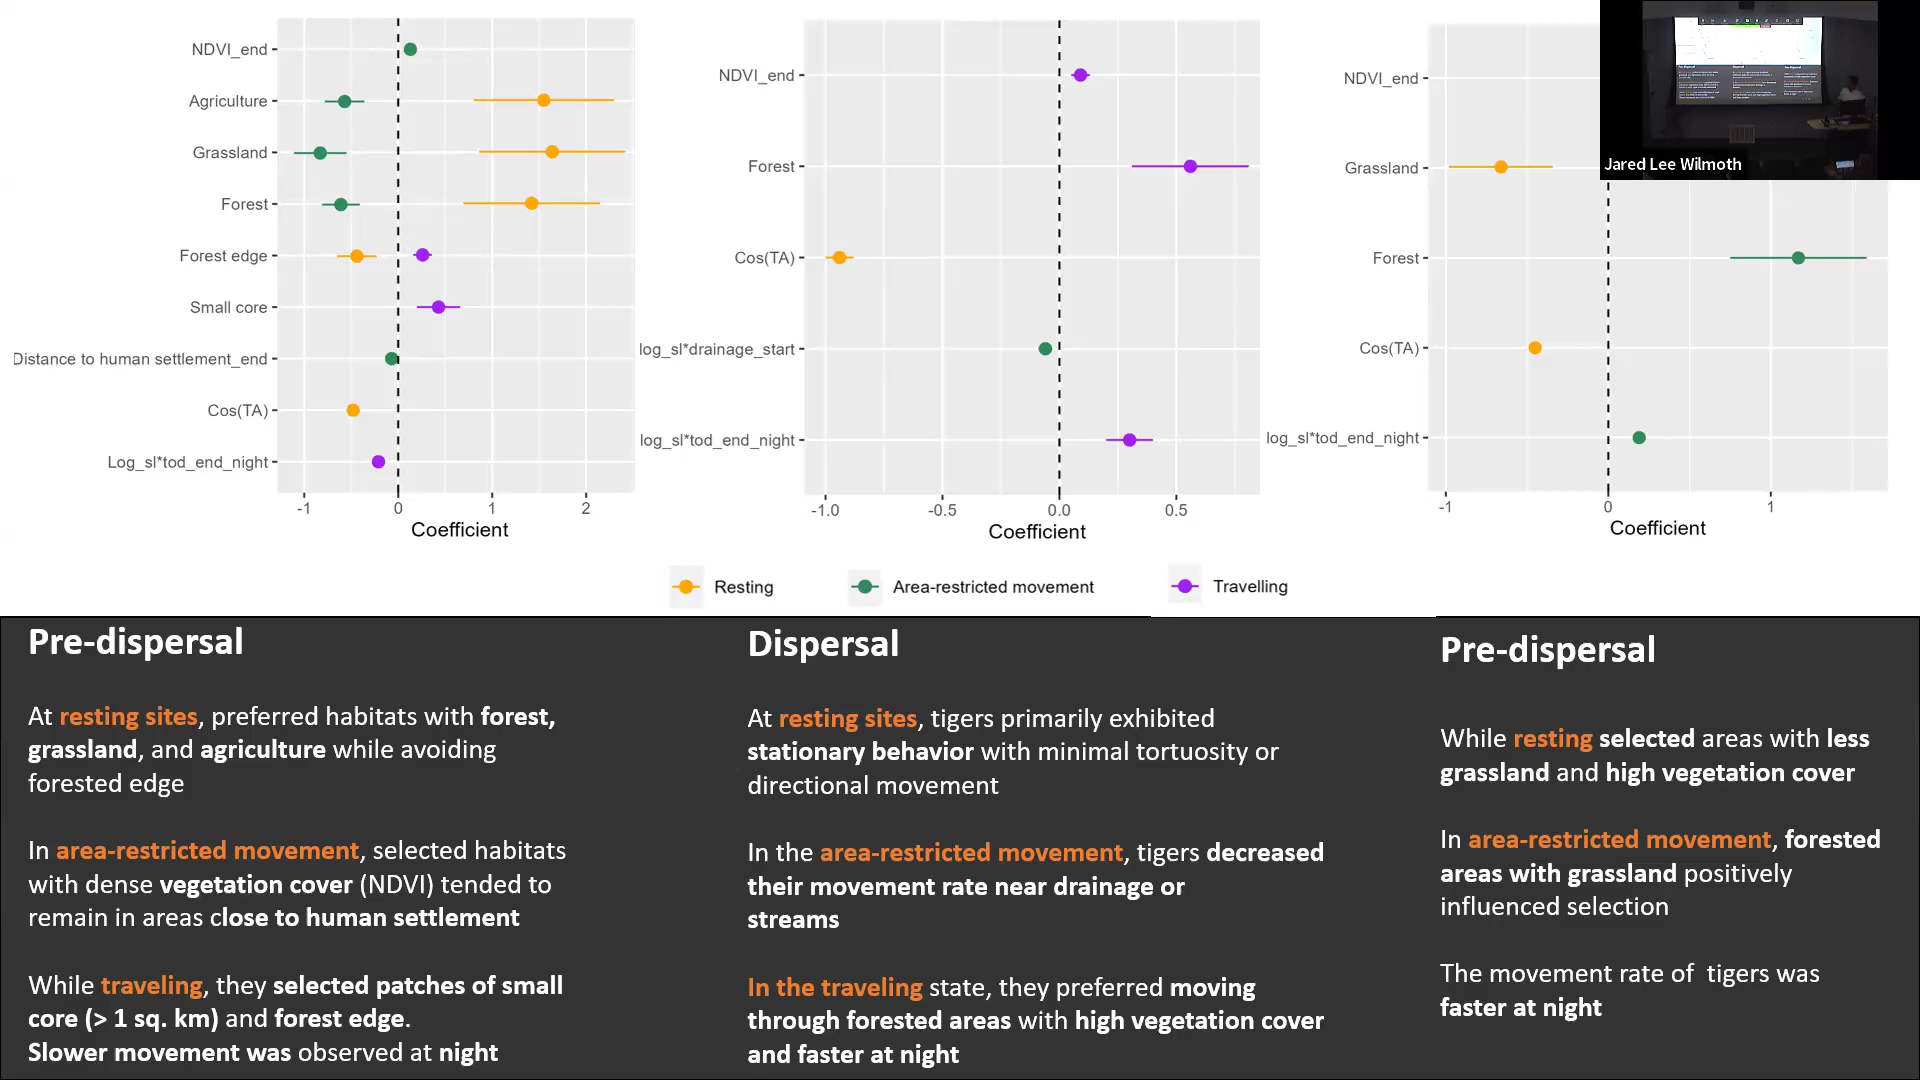 NDVI_end
Agriculture
Grassland
Forest
Forest edge
Small core
Distance to human settlement_end
Cos(TA)
Log_sl*tod_end_night
-1 0 1 2
Coefficient
NDVI_end
Forest
Cos(TA)
log_sl*drainage_start
log_sl*tod_end_night
-1.0 -0.5 0.0 0.5
Coefficient
NDVI_end
Grassland
Forest
Cos(TA)
log_sl*tod_end_night
-1 0 1
Coefficient
Jared Lee Wilmoth
Resting Area-restricted movement Travelling
Pre-dispersal
At resting sites, preferred habitats with forest,
grassland, and agriculture while avoiding
forested edge
In area-restricted movement, selected habitats
with dense vegetation cover (NDVI) tended to
remain in areas close to human settlement
While traveling, they selected patches of small
core (> 1 sq. km) and forest edge.
Slower movement was observed at night
Dispersal
At resting sites, tigers primarily exhibited
stationary behavior with minimal tortuosity or
directional movement
In the area-restricted movement, tigers decreased
their movement rate near drainage or
streams
In the traveling state, they preferred moving
through forested areas with high vegetation cover
and faster at night
Pre-dispersal
While resting selected areas with less
grassland and high vegetation cover
In area-restricted movement, forested
areas with grassland positively
influenced selection
The movement rate of tigers was
faster at night